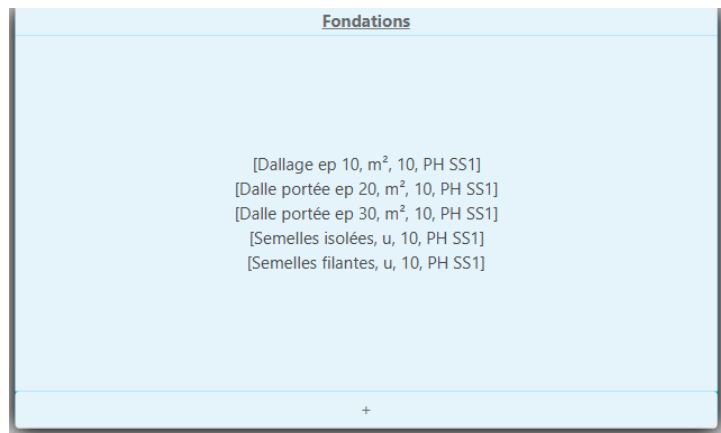 Fondations
[Dallage ep 10, m², 10, PH SS1]
[Dalle portée ep 20, m², 10, PH SS1]
[Dalle portée ep 30, m², 10, PH SS1]
[Semelles isolées, u, 10, PH SS1]
[Semelles filantes, u, 10, PH SS1]
+